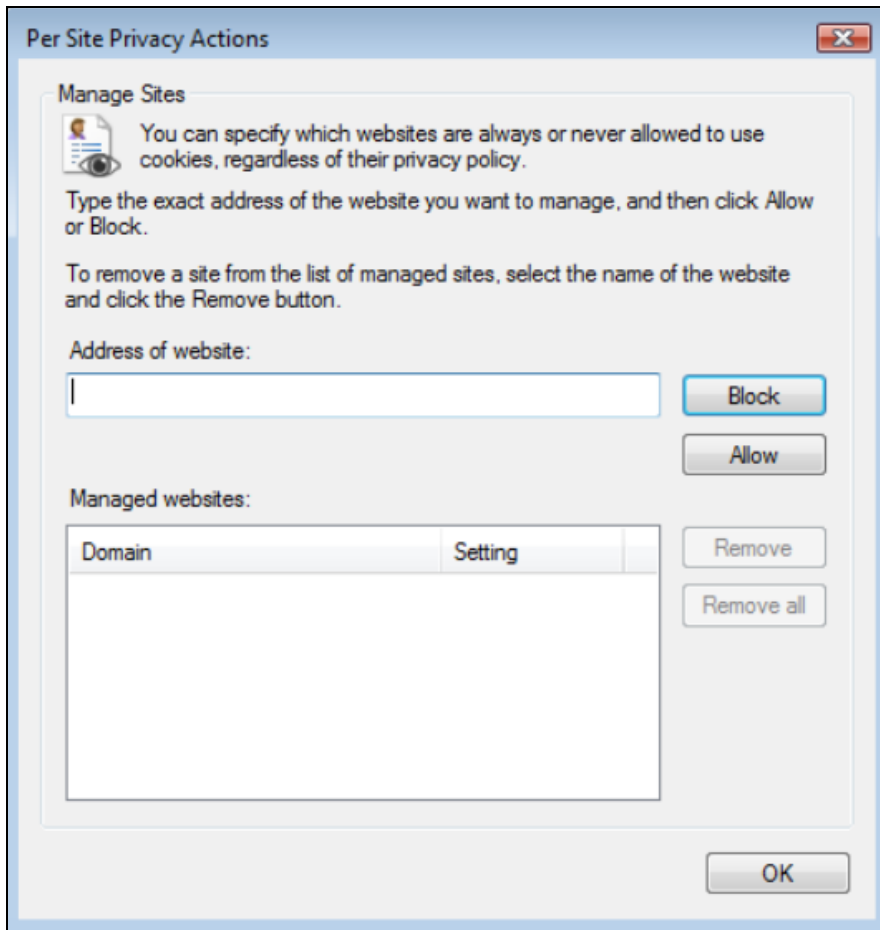 Per Site Privacy Actions
Manage Sites
You can specify which websites are always or never allowed to use
cookies, regardless of their privacy policy.
Type the exact address of the website you want to manage, and then click Allow
or Block.
To remove a site from the list of managed sites, select the name of the website
and click the Remove button.
Address of website:
Block
Allow
Managed websites:
Domain Setting
Remove
Remove all
OK